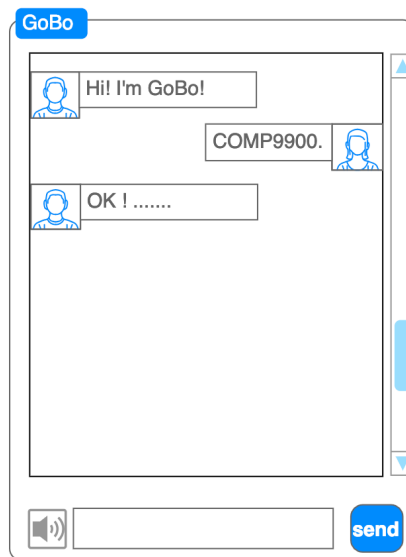 GoBo
Hi! I'm GoBo!
COMP9900.
OK ! .......
send